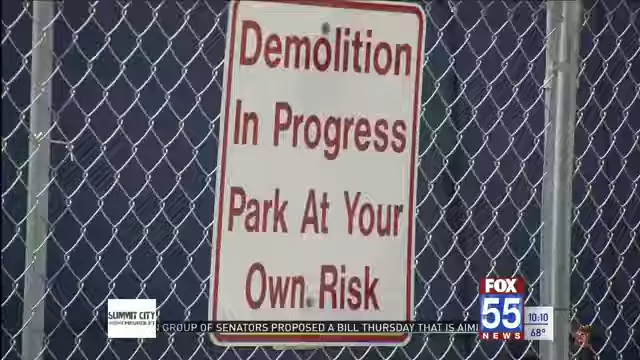 Demolition
In Progress
Park At Your
Own Risk
FOX
55
NEWS
10:10
68°
SUMMIT CITY
N GROUP OF SENATORS PROPOSED A BILL THURSDAY THAT IS AIMI